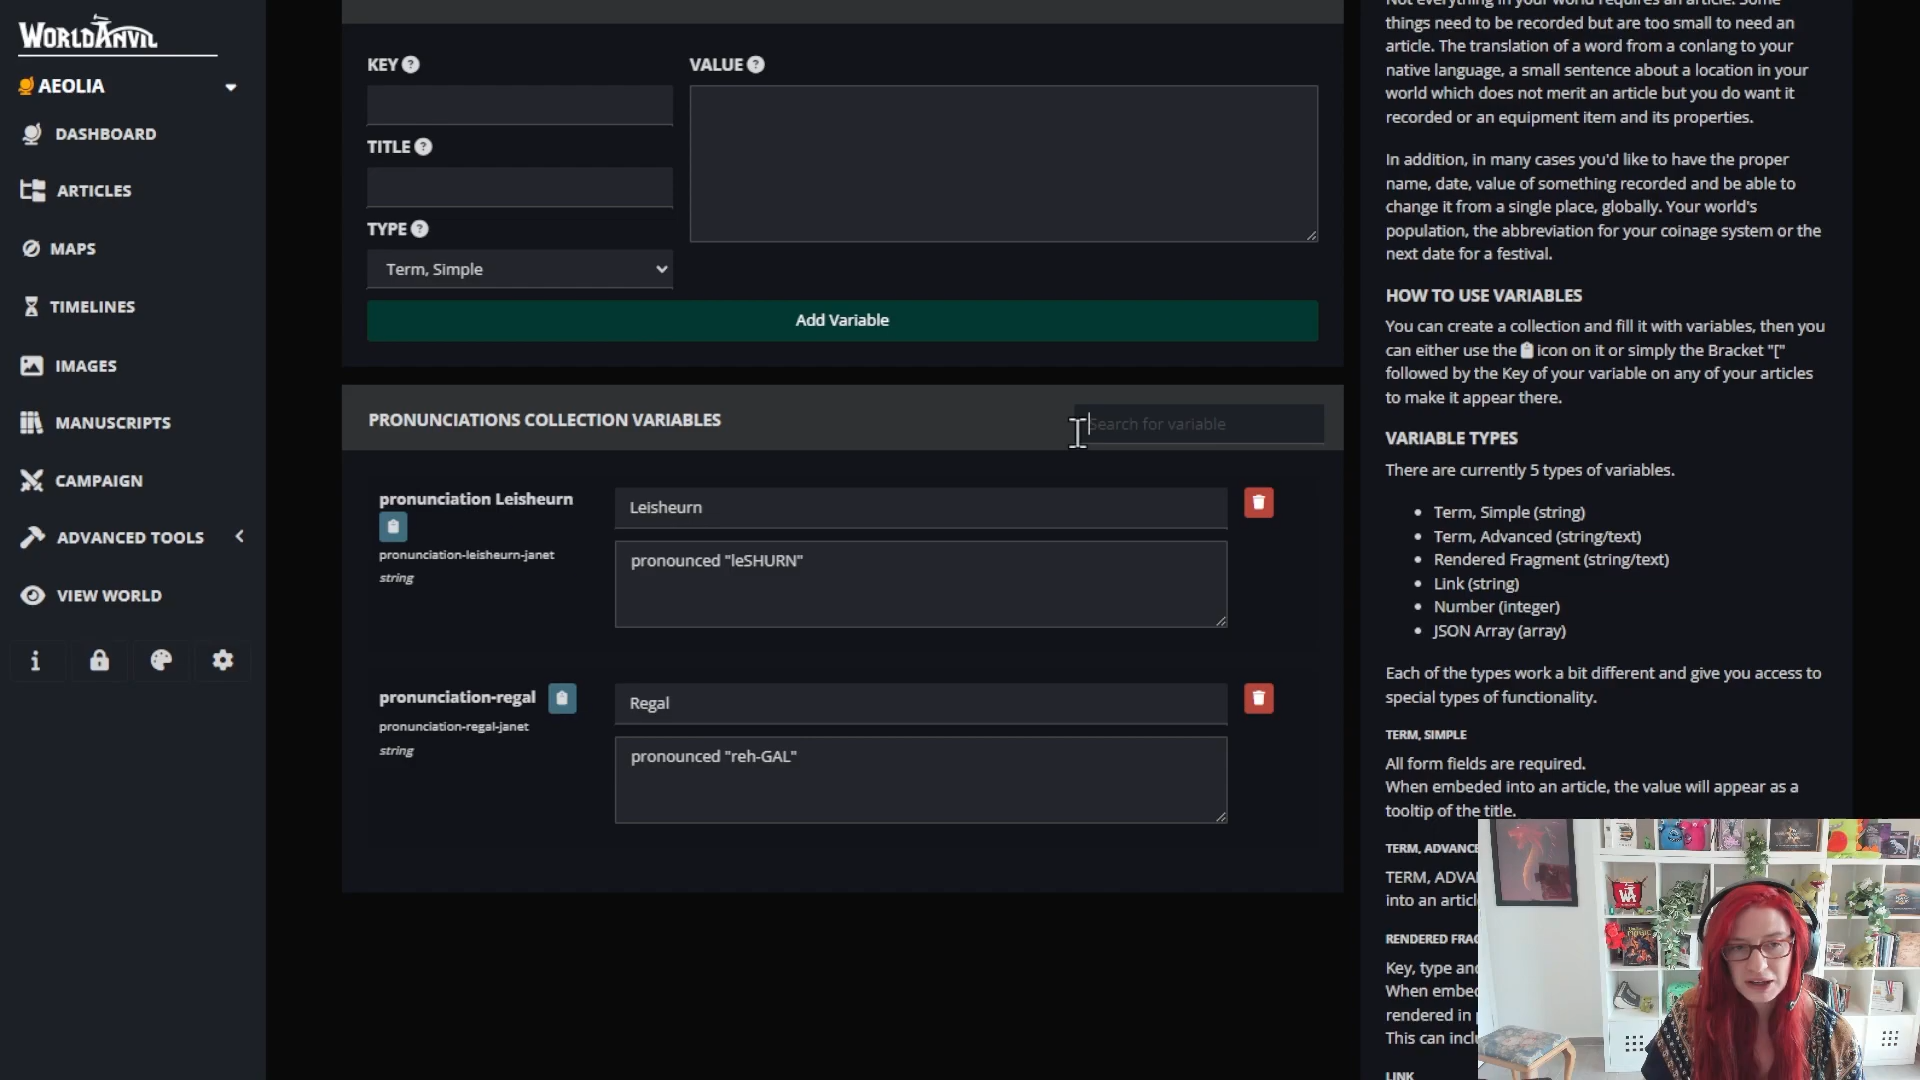 WORLDANVIL
AEOLIA
DASHBOARD
ARTICLES
MAPS
TIMELINES
IMAGES
MANUSCRIPTS
CAMPAIGN
ADVANCED TOOLS
VIEW WORLD
KEY
VALUE
TITLE
TYPE
Term, Simple
Add Variable
PRONUNCIATIONS COLLECTION VARIABLES
Search for variable
pronunciation Leisheurn
pronunciation-leisheurn-janet
string
Leisheurn
pronounced "leSHURN"
pronunciation-regal
pronunciation-regal-janet
string
Regal
pronounced "reh-GAL"
Not everything in your world requires an article. Some
things need to be recorded but are too small to need an
article. The translation of a word from a conlang to your
native language, a small sentence about a location in your
world which does not merit an article but you do want it
recorded or an equipment item and its properties.
In addition, in many cases you'd like to have the proper
name, date, value of something recorded and be able to
change it from a single place, globally. Your world's
population, the abbreviation for your coinage system or the
next date for a festival.
HOW TO USE VARIABLES
You can create a collection and fill it with variables, then you
can either use the icon on it or simply the Bracket "["
followed by the Key of your variable on any of your articles
to make it appear there.
VARIABLE TYPES
There are currently 5 types of variables.
Term, Simple (string)
Term, Advanced (string/text)
Rendered Fragment (string/text)
Link (string)
Number (integer)
JSON Array (array)
Each of the types work a bit different and give you access to
special types of functionality.
TERM, SIMPLE
All form fields are required.
When embeded into an article, the value will appear as a
tooltip of the title.
TERM, ADVANCE
TERM, ADVA
into an articl
RENDERED FRAG
Key, type and
When embed
rendered in
This can inclu
LINK